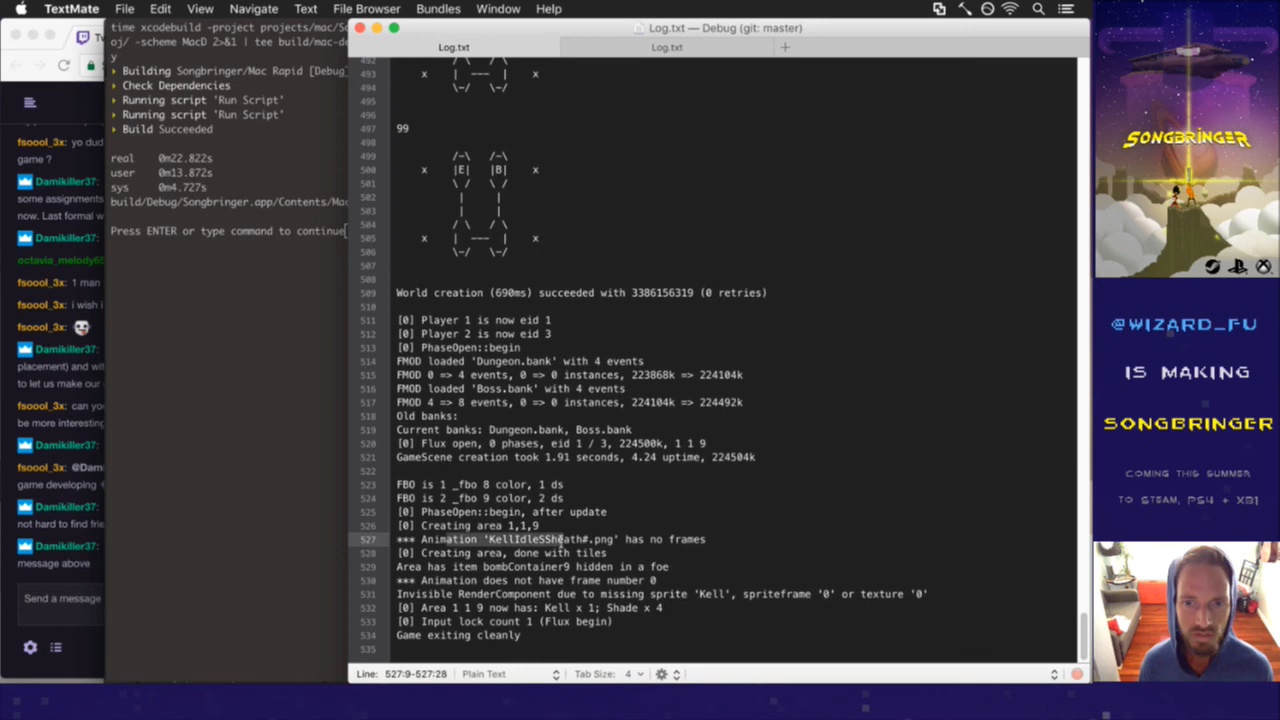 TextMate File Edit View Navigate Text File Browser Bundles Window Help
time xcodebuild -project projects/mac/So
oj/ -scheme MacD 2>&1 | tee build/mac-de
y
Building Songbringer/Mac Rapid [Debug]
Check Dependencies
Running script 'Run Script'
Running script 'Run Script'
Build Succeeded
real 0m22.822s
user 0m13.872s
sys 0m4.727s
build/Debug/Songbringer.app/Contents/Mac
Press ENTER or type command to continue
fsoool_3x: yo dud
game ?
Damikiller37:
some assignments
now. Last formal w
Damikiller37:
octavia_melody65
fsoool_3x: 1 man
fsoool_3x: i wish i
fsoool_3x:
Damikiller37:
placement) and wit
to let us make our
fsoool_3x: can you
be more interesting
Damikiller37:
fsoool_3x: @Dam
game developing
Damikiller37:
not hard to find frie
Damikiller37:
message above
Send a message
Log.txt — Debug (git: master)
Log.txt Log.txt +
492 / \ / \
493 x | --- | x
494 \-/ \-/
495
496
497 99
498
499 /-\ /-\
500 x |E| |B| x
501 \ / \ /
502 | | | |
503 | | | |
504 / \ / \
505 x | --- | x
506 \-/ \-/
507
508
509 World creation (690ms) succeeded with 3386156319 (0 retries)
510
511 [0] Player 1 is now eid 1
512 [0] Player 2 is now eid 3
513 [0] PhaseOpen::begin
514 FMOD loaded 'Dungeon.bank' with 4 events
515 FMOD 0 => 4 events, 0 => 0 instances, 223868k => 224104k
516 FMOD loaded 'Boss.bank' with 4 events
517 FMOD 4 => 8 events, 0 => 0 instances, 224104k => 224492k
518 Old banks:
519 Current banks: Dungeon.bank, Boss.bank
520 [0] Flux open, 0 phases, eid 1 / 3, 224500k, 1 1 9
521 GameScene creation took 1.91 seconds, 4.24 uptime, 224504k
522
523 FBO is 1 _fbo 8 color, 1 ds
524 FBO is 2 _fbo 9 color, 2 ds
525 [0] PhaseOpen::begin, after update
526 [0] Creating area 1,1,9
527 *** Animation 'KellIdleSSheath#.png' has no frames
528 [0] Creating area, done with tiles
529 Area has item bombContainer9 hidden in a foe
530 *** Animation does not have frame number 0
531 Invisible RenderComponent due to missing sprite 'Kell', spriteframe '0' or texture '0'
532 [0] Area 1 1 9 now has: Kell x 1; Shade x 4
533 [0] Input lock count 1 (Flux begin)
534 Game exiting cleanly
535
Line: 527:9-527:28 Plain Text Tab Size: 4
SONGBRINGER
@WIZARD_FU
IS MAKING
SONGBRINGER
COMING THIS SUMMER
TO STEAM, PS4 + XB1